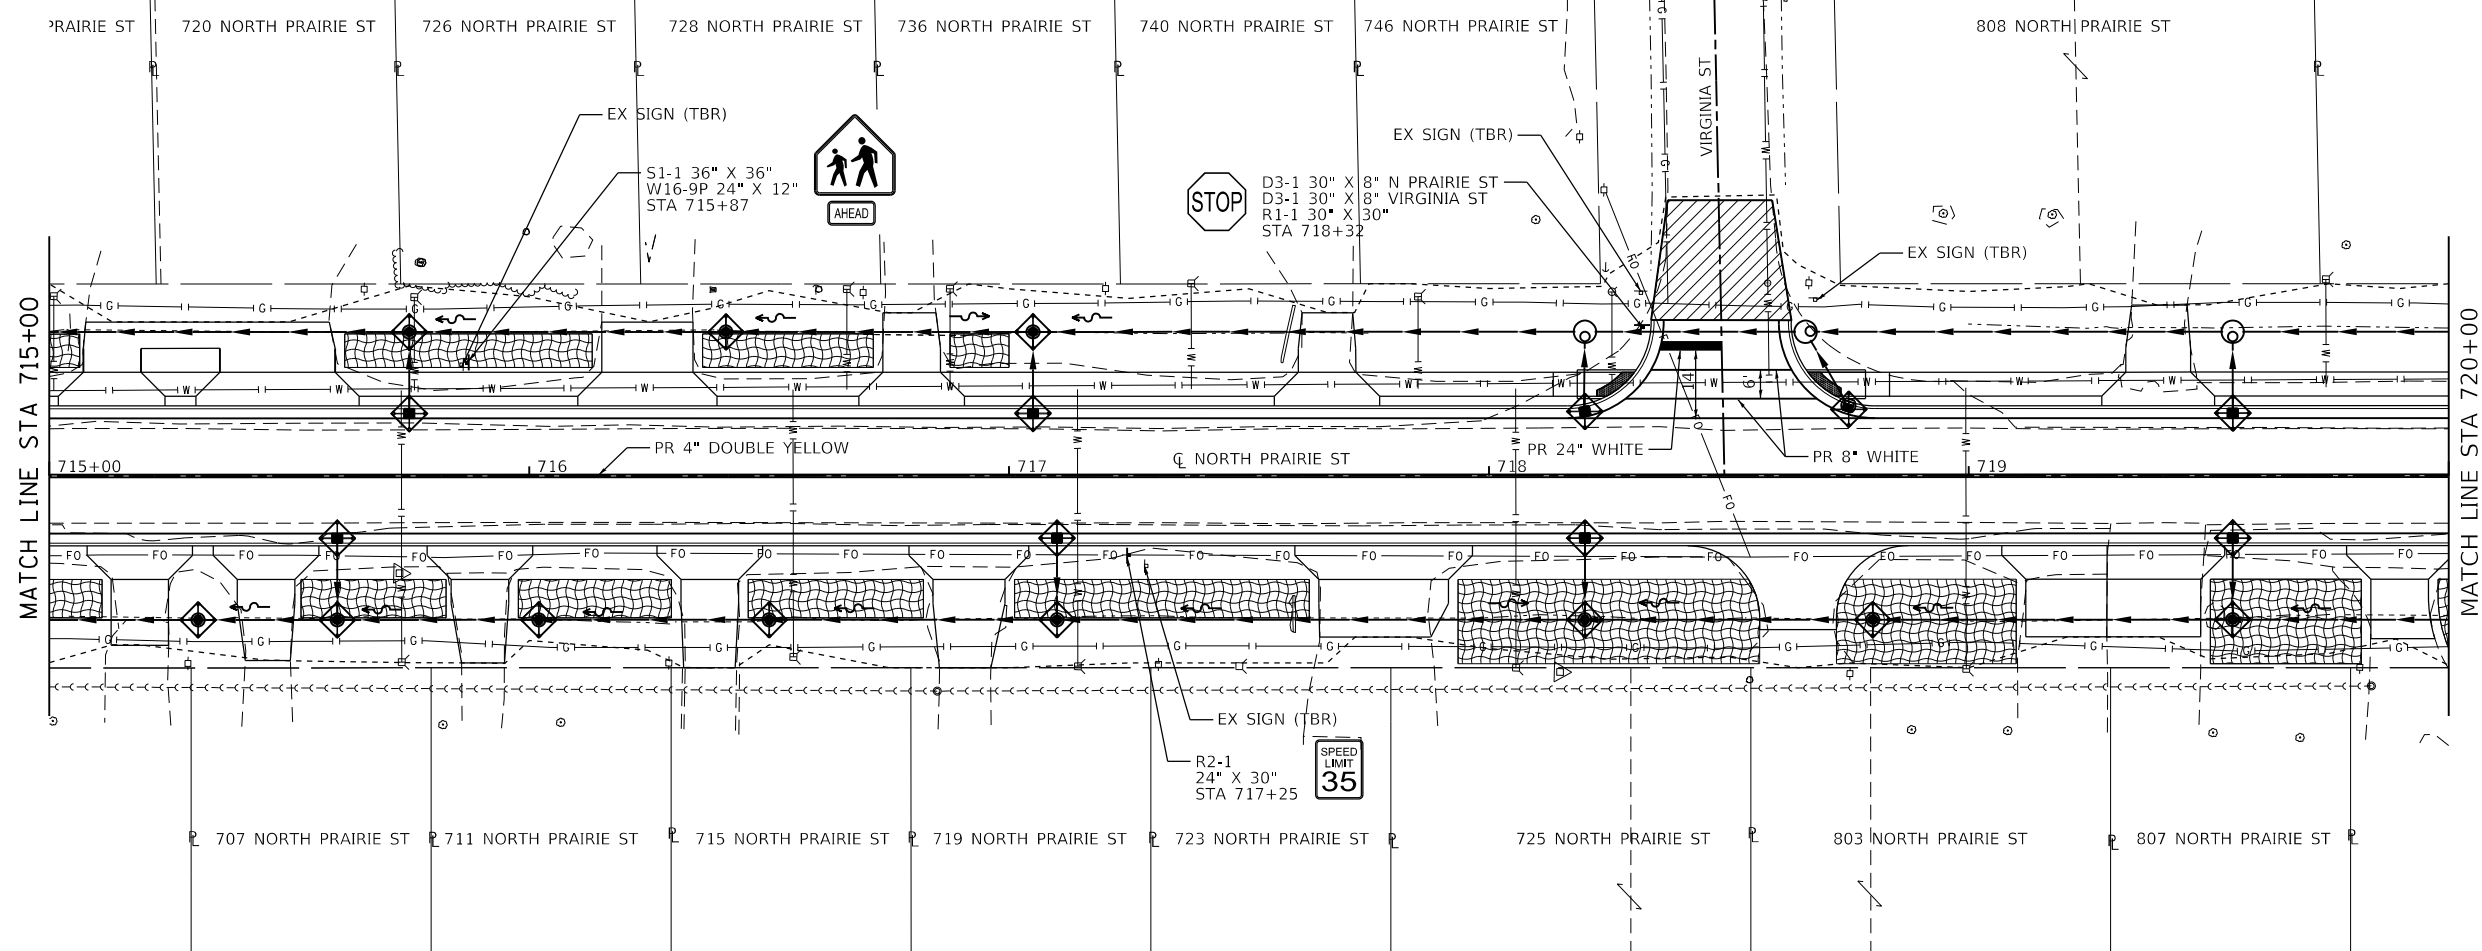 PRAIRIE ST
720 NORTH PRAIRIE ST
726 NORTH PRAIRIE ST
728 NORTH PRAIRIE ST
736 NORTH PRAIRIE ST
740 NORTH PRAIRIE ST
746 NORTH PRAIRIE ST
808 NORTH PRAIRIE ST
VIRGINIA ST
EX SIGN (TBR)
S1-1 36" X 36"
W16-9P 24" X 12"
STA 715+87
AHEAD
EX SIGN (TBR)
STOP
D3-1 30" X 8" N PRAIRIE ST
D3-1 30" X 8" VIRGINIA ST
R1-1 30" X 30"
STA 718+32
EX SIGN (TBR)
MATCH LINE STA 715+00
MATCH LINE STA 720+00
14'
6'
PR 4" DOUBLE YELLOW
PR 24" WHITE
PR 8" WHITE
715+00
716
717
℄ NORTH PRAIRIE ST
718
719
EX SIGN (TBR)
R2-1
24" X 30"
STA 717+25
SPEED
LIMIT
35
707 NORTH PRAIRIE ST
711 NORTH PRAIRIE ST
715 NORTH PRAIRIE ST
719 NORTH PRAIRIE ST
723 NORTH PRAIRIE ST
725 NORTH PRAIRIE ST
803 NORTH PRAIRIE ST
807 NORTH PRAIRIE ST